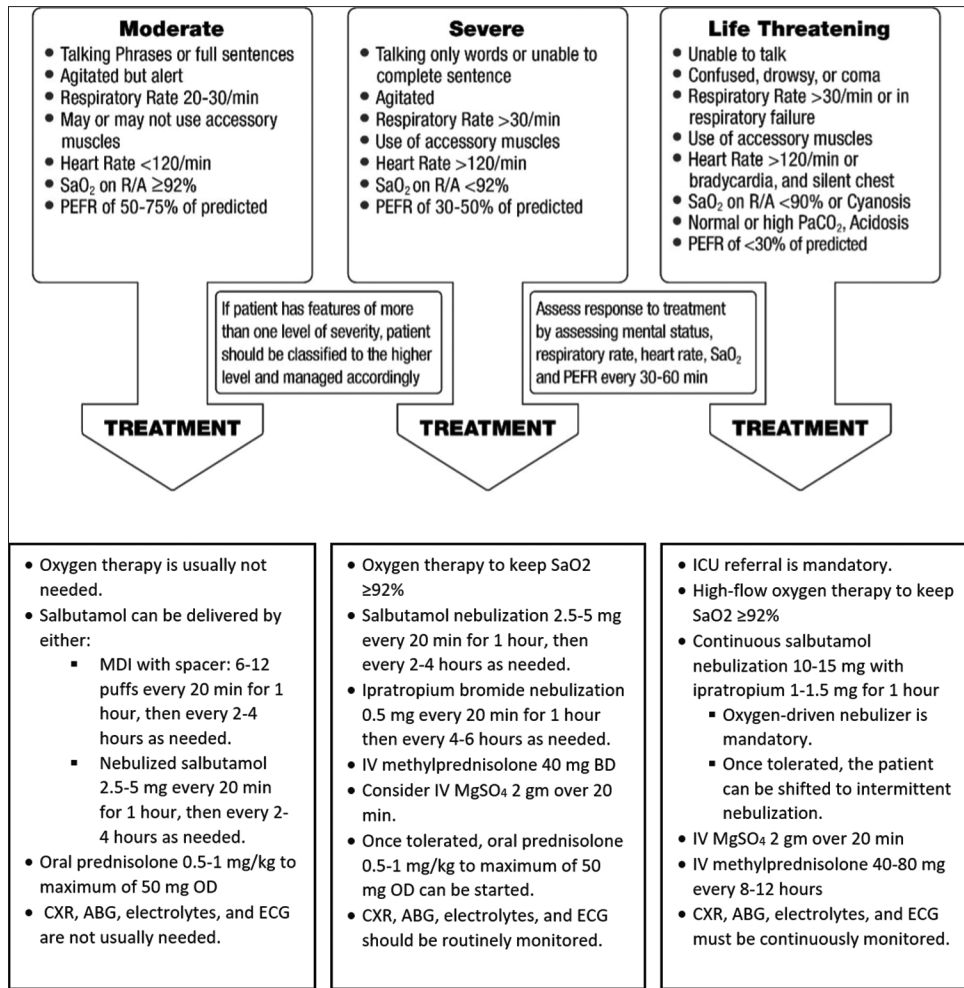 Moderate
• Talking Phrases or full sentences
• Agitated but alert
• Respiratory Rate 20-30/min
• May or may not use accessory
muscles
• Heart Rate <120/min
• SaO₂ on R/A ≥92%
• PEFR of 50-75% of predicted
Severe
• Talking only words or unable to
complete sentence
• Agitated
• Respiratory Rate >30/min
• Use of accessory muscles
• Heart Rate >120/min
• SaO₂ on R/A <92%
• PEFR of 30-50% of predicted
Life Threatening
• Unable to talk
• Confused, drowsy, or coma
• Respiratory Rate >30/min or in
respiratory failure
• Use of accessory muscles
• Heart Rate >120/min or
bradycardia, and silent chest
• SaO₂ on R/A <90% or Cyanosis
• Normal or high PaCO₂, Acidosis
• PEFR of <30% of predicted
If patient has features of more
than one level of severity, patient
should be classified to the higher
level and managed accordingly
Assess response to treatment
by assessing mental status,
respiratory rate, heart rate, SaO₂
and PEFR every 30-60 min
TREATMENT
TREATMENT
TREATMENT
• Oxygen therapy is usually not
needed.
• Salbutamol can be delivered by
either:
▪ MDI with spacer: 6-12
puffs every 20 min for 1
hour, then every 2-4
hours as needed.
▪ Nebulized salbutamol
2.5-5 mg every 20 min
for 1 hour, then every 2-
4 hours as needed.
• Oral prednisolone 0.5-1 mg/kg to
maximum of 50 mg OD
• CXR, ABG, electrolytes, and ECG
are not usually needed.
• Oxygen therapy to keep SaO2
≥92%
• Salbutamol nebulization 2.5-5 mg
every 20 min for 1 hour, then
every 2-4 hours as needed.
• Ipratropium bromide nebulization
0.5 mg every 20 min for 1 hour
then every 4-6 hours as needed.
• IV methylprednisolone 40 mg BD
• Consider IV MgSO₄ 2 gm over 20
min.
• Once tolerated, oral prednisolone
0.5-1 mg/kg to maximum of 50
mg OD can be started.
• CXR, ABG, electrolytes, and ECG
should be routinely monitored.
• ICU referral is mandatory.
• High-flow oxygen therapy to keep
SaO2 ≥92%
• Continuous salbutamol
nebulization 10-15 mg with
ipratropium 1-1.5 mg for 1 hour
▪ Oxygen-driven nebulizer is
mandatory.
▪ Once tolerated, the patient
can be shifted to intermittent
nebulization.
• IV MgSO₄ 2 gm over 20 min
• IV methylprednisolone 40-80 mg
every 8-12 hours
• CXR, ABG, electrolytes, and ECG
must be continuously monitored.